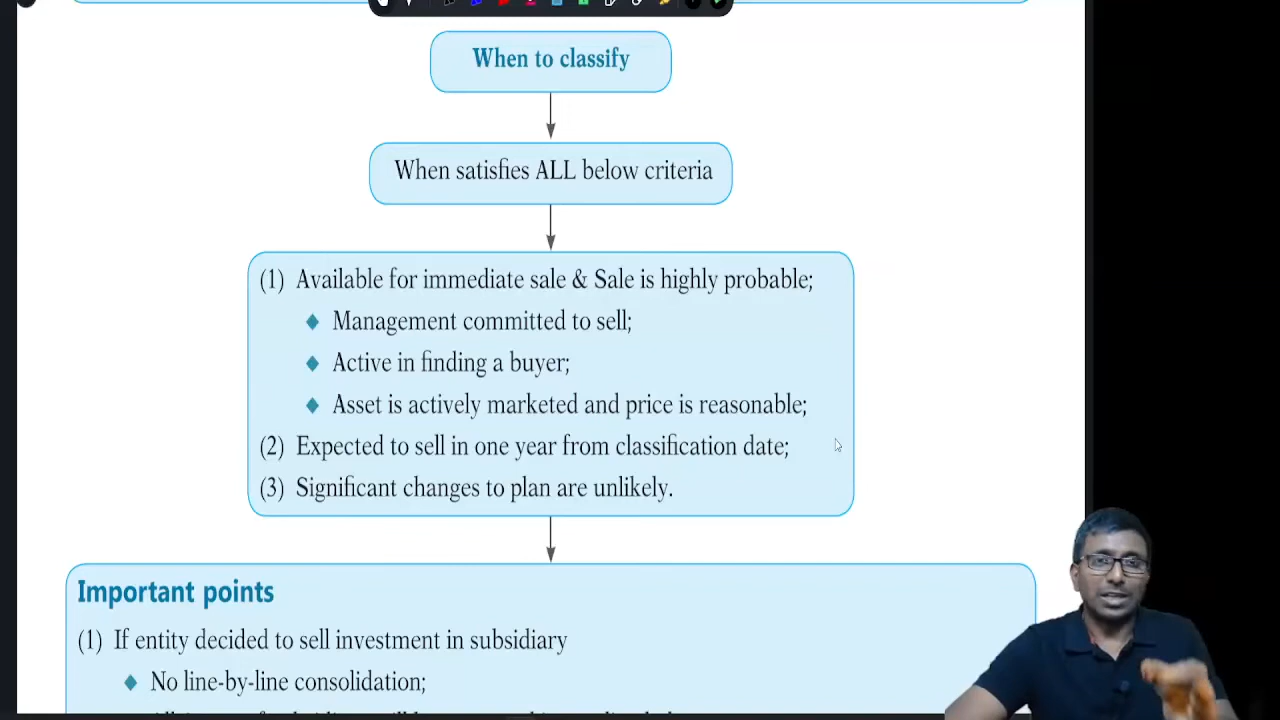 When to classify
When satisfies ALL below criteria
(1) Available for immediate sale & Sale is highly probable;
◆ Management committed to sell;
◆ Active in finding a buyer;
◆ Asset is actively marketed and price is reasonable;
(2) Expected to sell in one year from classification date;
(3) Significant changes to plan are unlikely.
Important points
(1) If entity decided to sell investment in subsidiary
◆ No line-by-line consolidation;